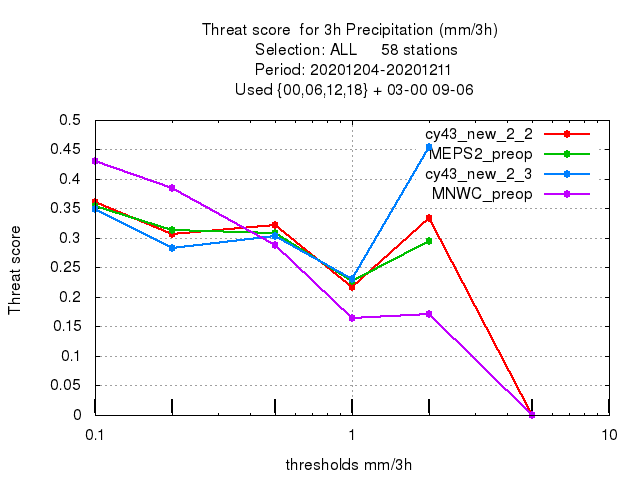 Threat score  for 3h Precipitation (mm/3h)
Selection: ALL     58 stations
Period: 20201204-20201211
Used {00,06,12,18} + 03-00 09-06
cy43_new_2_2
MEPS2_preop
cy43_new_2_3
MNWC_preop
Threat score
0.5
0.45
0.4
0.35
0.3
0.25
0.2
0.15
0.1
0.05
0
0.1 1 10
thresholds mm/3h